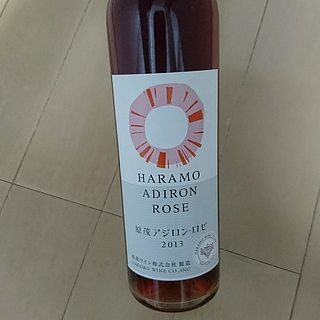 HARAMO
ADIRON
ROSE
原茂アジロン・ロゼ
2013
原茂ワイン株式会社 製造
HARAMO WINE CO., INC